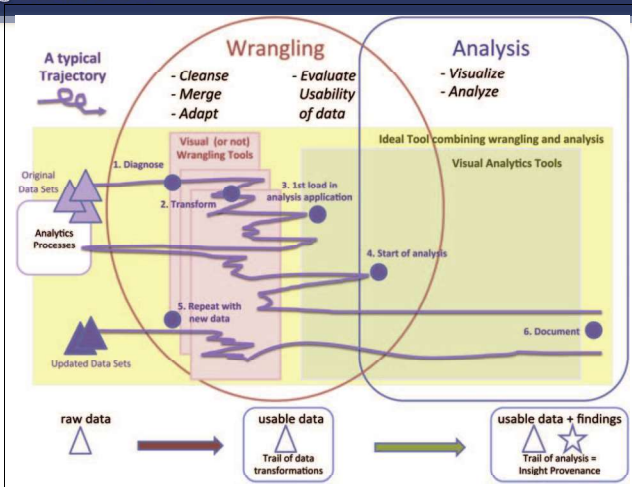 Wrangling
Analysis
A typical
Trajectory
- Cleanse
- Merge
- Adapt
- Evaluate
Usability
of data
- Visualize
- Analyze
Ideal Tool combining wrangling and analysis
Visual (or not)
Wrangling Tools
Visual Analytics Tools
Original
Data Sets
1. Diagnose
2. Transform
3. 1st load in
analysis application
Analytics
Processes
4. Start of analysis
5. Repeat with
new data
6. Document
Updated Data Sets
raw data
usable data
Trail of data
transformations
usable data + findings
Trail of analysis =
Insight Provenance